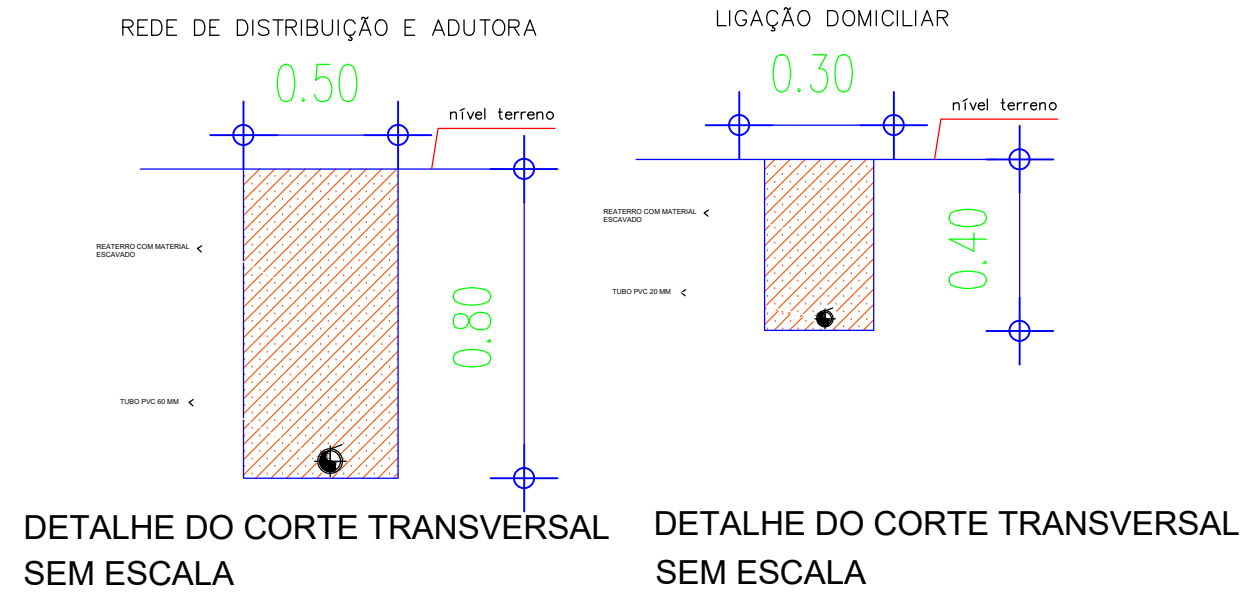 REDE DE DISTRIBUIÇÃO E ADUTORA
0.50
nível terreno
REATERRO COM MATERIAL
ESCAVADO
0.80
TUBO PVC 60 MM
DETALHE DO CORTE TRANSVERSAL
SEM ESCALA
LIGAÇÃO DOMICILIAR
0.30
nível terreno
REATERRO COM MATERIAL
ESCAVADO
0.40
TUBO PVC 20 MM
DETALHE DO CORTE TRANSVERSAL
SEM ESCALA